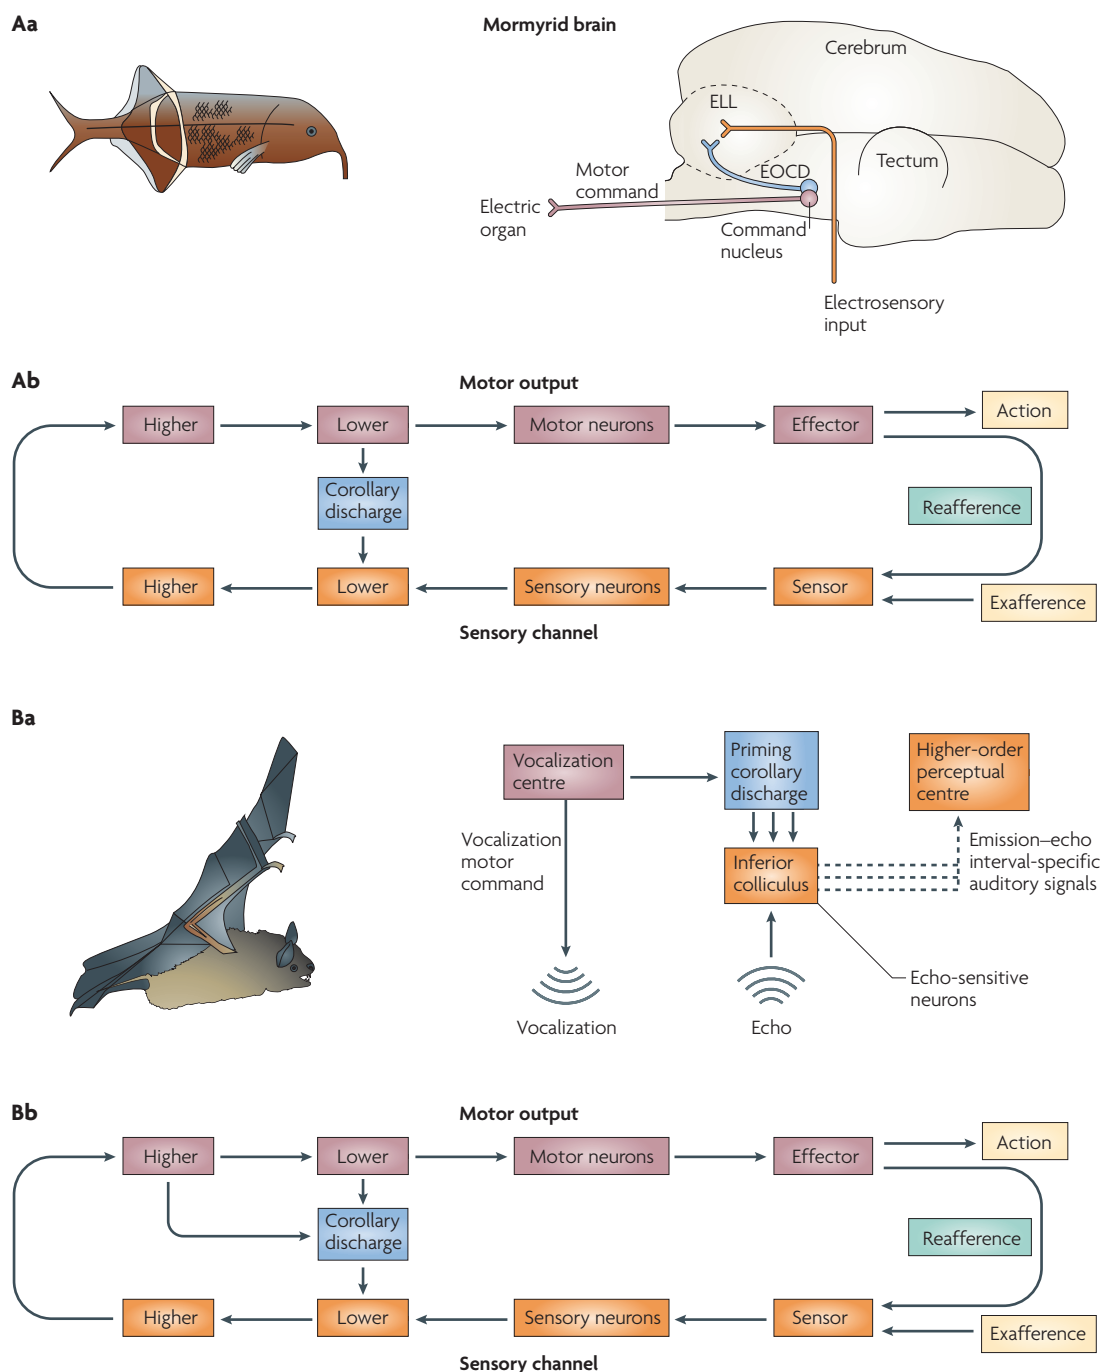 Aa
Mormyrid brain
Cerebrum
ELL
Tectum
EOCD
Motor
command
Electric
organ
Command
nucleus
Electrosensory
input
Ab
Motor output
Higher
Lower
Motor neurons
Effector
Action
Corollary
discharge
Reafference
Higher
Lower
Sensory neurons
Sensor
Exafference
Sensory channel
Ba
Vocalization
centre
Priming
corollary
discharge
Higher-order
perceptual
centre
Vocalization
motor
command
Inferior
colliculus
Emission–echo
interval-specific
auditory signals
Echo-sensitive
neurons
Vocalization
Echo
Bb
Motor output
Higher
Lower
Motor neurons
Effector
Action
Corollary
discharge
Reafference
Higher
Lower
Sensory neurons
Sensor
Exafference
Sensory channel